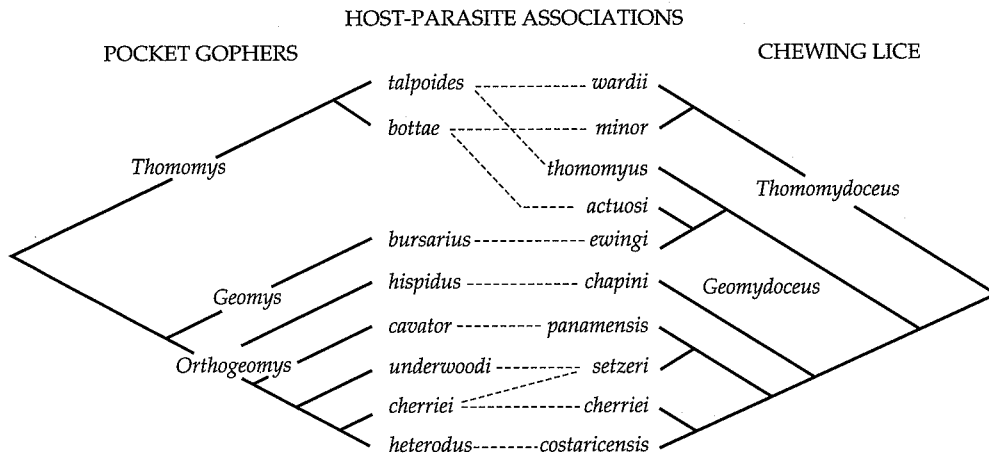 HOST-PARASITE ASSOCIATIONS
POCKET GOPHERS
CHEWING LICE
talpoides wardii
bottae minor
thomomyus
Thomomys
Thomomydoceus
actuosi
bursarius ewingi
hispidus chapini
Geomys
Geomydoceus
cavator panamensis
Orthogeomys
underwoodi setzeri
cherriei cherriei
heterodus costaricensis